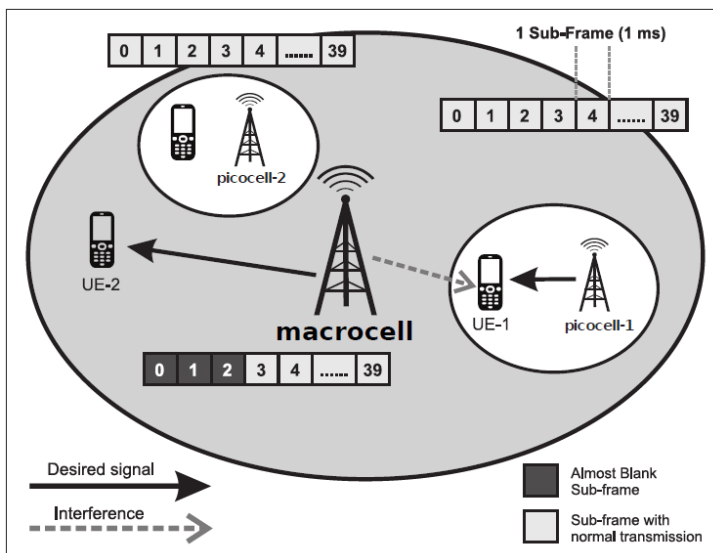 0 1 2 3 4 ...... 39
1 Sub-Frame (1 ms)
0 1 2 3 4 ...... 39
picocell-2
UE-2
UE-1
picocell-1
macrocell
0 1 2 3 4 ...... 39
Desired signal
Interference
Almost Blank
Sub-frame
Sub-frame with
normal transmission